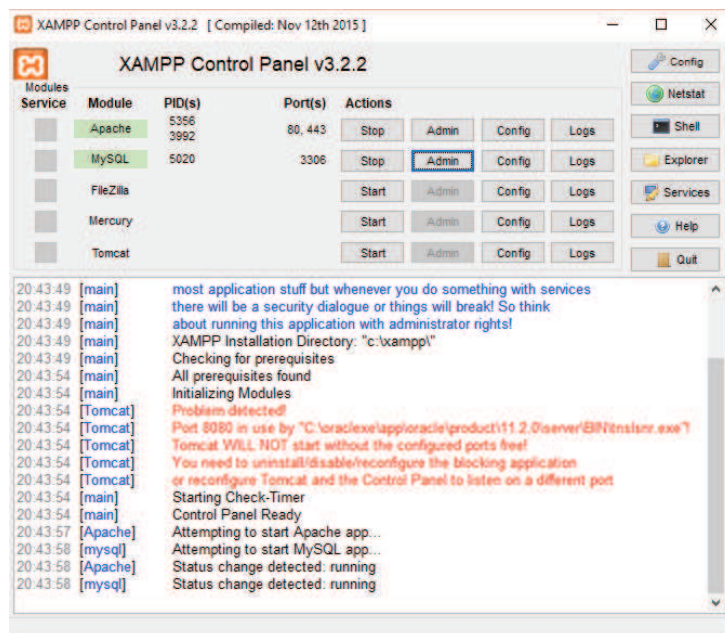 XAMPP Control Panel v3.2.2 [ Compiled: Nov 12th 2015 ]
XAMPP Control Panel v3.2.2
Config
Modules
Service Module PID(s) Port(s) Actions
Netstat
Apache 5356 3992 80, 443 Stop Admin Config Logs
Shell
MySQL 5020 3306 Stop Admin Config Logs
Explorer
FileZilla Start Admin Config Logs
Services
Mercury Start Admin Config Logs
Help
Tomcat Start Admin Config Logs
Quit
20:43:49 [main] most application stuff but whenever you do something with services
20:43:49 [main] there will be a security dialogue or things will break! So think
20:43:49 [main] about running this application with administrator rights!
20:43:49 [main] XAMPP Installation Directory: "c:\xampp\"
20:43:49 [main] Checking for prerequisites
20:43:54 [main] All prerequisites found
20:43:54 [main] Initializing Modules
20:43:54 [Tomcat] Problem detected!
20:43:54 [Tomcat] Port 8080 in use by "C:\oraclexe\app\oracle\product\11.2.0\server\BIN\tnslsnr.exe"!
20:43:54 [Tomcat] Tomcat WILL NOT start without the configured ports free!
20:43:54 [Tomcat] You need to uninstall/disable/reconfigure the blocking application
20:43:54 [Tomcat] or reconfigure Tomcat and the Control Panel to listen on a different port
20:43:54 [main] Starting Check-Timer
20:43:54 [main] Control Panel Ready
20:43:57 [Apache] Attempting to start Apache app...
20:43:58 [mysql] Attempting to start MySQL app...
20:43:58 [Apache] Status change detected: running
20:43:58 [mysql] Status change detected: running